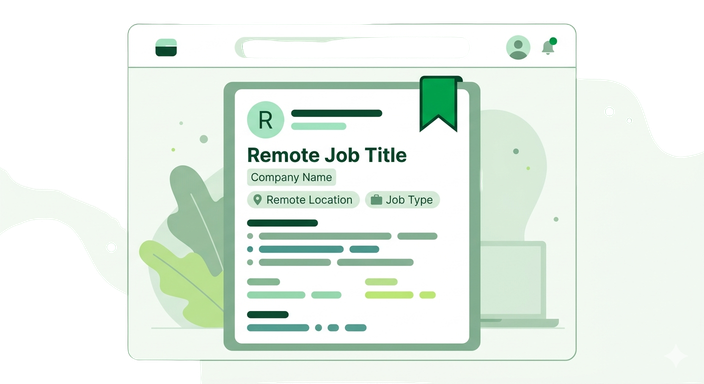 R
Remote Job Title
Company Name
Remote Location Job Type